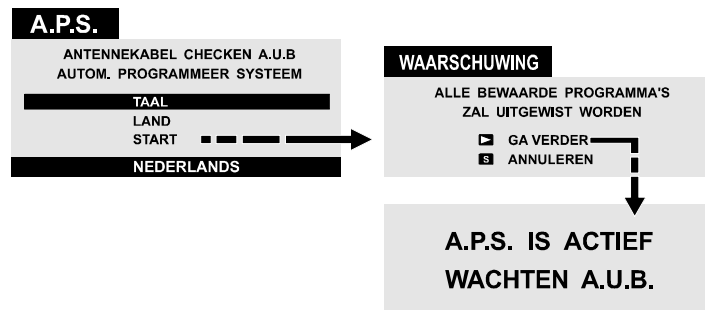 A.P.S.
ANTENNEKABEL CHECKEN A.U.B
AUTOM. PROGRAMMEER SYSTEEM
TAAL
LAND
START
NEDERLANDS
WAARSCHUWING
ALLE BEWAARDE PROGRAMMA'S
ZAL UITGEWIST WORDEN
GA VERDER
S ANNULEREN
A.P.S. IS ACTIEF
WACHTEN A.U.B.